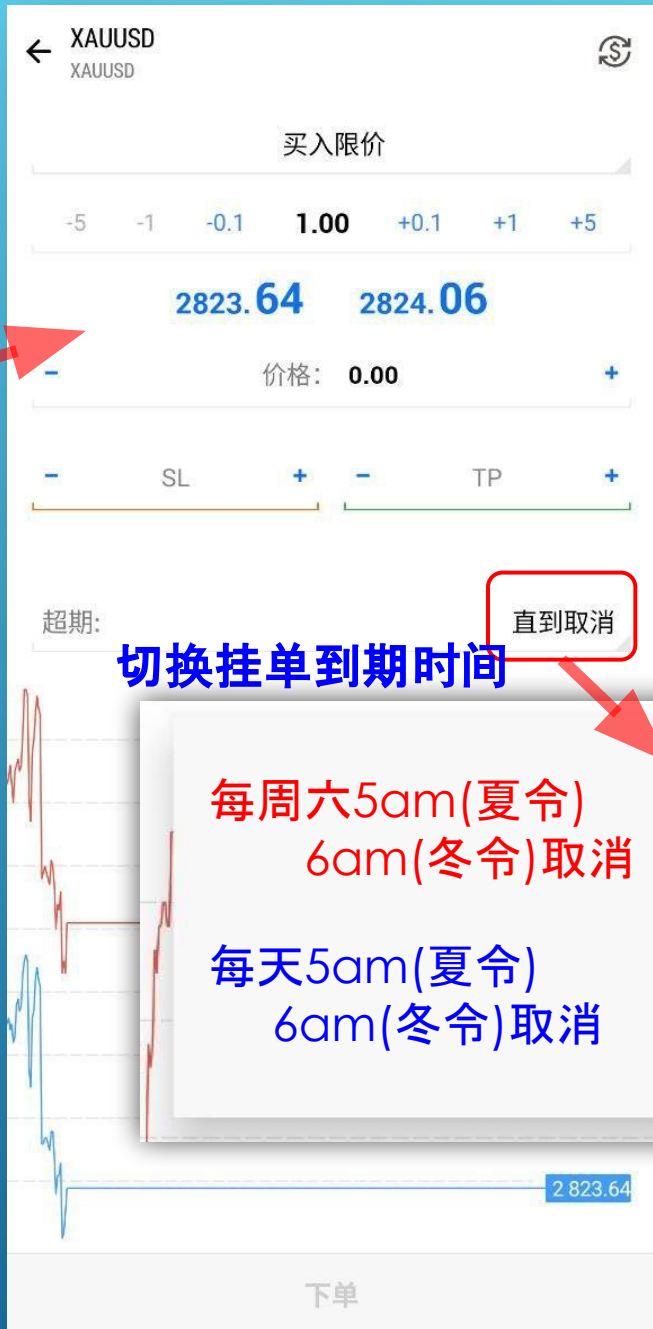 XAUUSD
XAUUSD
买入限价
-5 -1 -0.1 1.00 +0.1 +1 +5
2823.64 2824.06
- 价格: 0.00 +
- SL + - TP +
超期: 直到取消
切换挂单到期时间
每周六5am(夏令)
6am(冬令)取消
每天5am(夏令)
6am(冬令)取消
2 823.64
下单